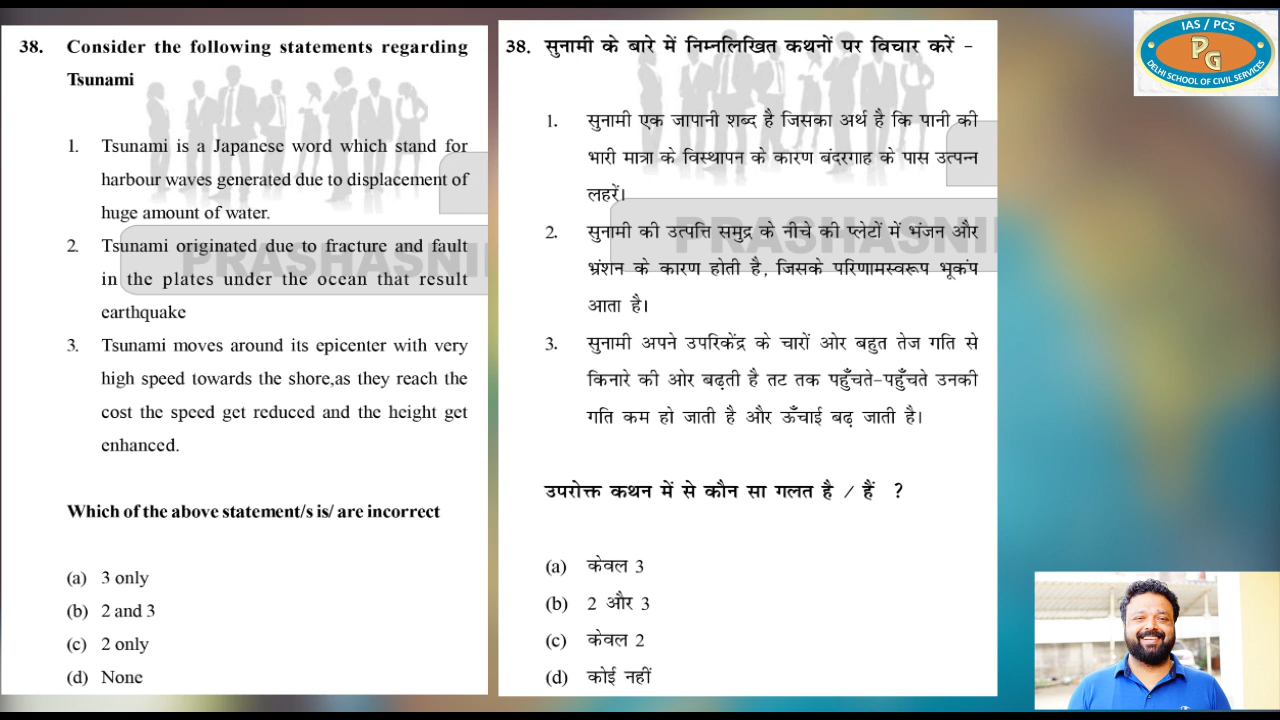 38. Consider the following statements regarding
Tsunami
1. Tsunami is a Japanese word which stand for
harbour waves generated due to displacement of
huge amount of water.
2. Tsunami originated due to fracture and fault
in the plates under the ocean that result
earthquake
3. Tsunami moves around its epicenter with very
high speed towards the shore,as they reach the
cost the speed get reduced and the height get
enhanced.
Which of the above statement/s is/ are incorrect
(a) 3 only
(b) 2 and 3
(c) 2 only
(d) None
PRASHASNI
38. सुनामी के बारे में निम्नलिखित कथनों पर विचार करें -
1. सुनामी एक जापानी शब्द है जिसका अर्थ है कि पानी की
भारी मात्रा के विस्थापन के कारण बंदरगाह के पास उत्पन्न
लहरें।
2. सुनामी की उत्पत्ति समुद्र के नीचे की प्लेटों में भंजन और
भ्रंशन के कारण होती है, जिसके परिणामस्वरूप भूकंप
आता है।
3. सुनामी अपने उपरिकेंद्र के चारों ओर बहुत तेज गति से
किनारे की ओर बढ़ती है तट तक पहुँचते-पहुँचते उनकी
गति कम हो जाती है और ऊँचाई बढ़ जाती है।
उपरोक्त कथन में से कौन सा गलत है / हैं ?
(a) केवल 3
(b) 2 और 3
(c) केवल 2
(d) कोई नहीं
PRASHASNI
IAS / PCS
PG
DELHI SCHOOL OF CIVIL SERVICES